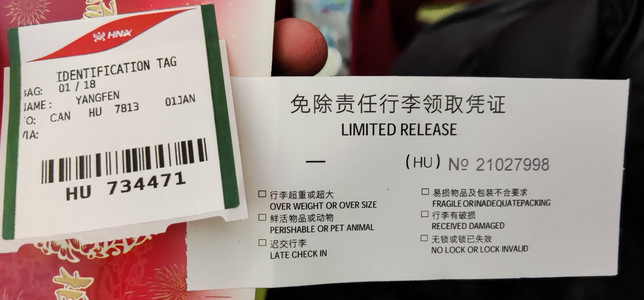 HNA
IDENTIFICATION TAG
BAG: 01 / 18
NAME: YANGFEN
TO: CAN HU 7813 01JAN
VIA:
HU 734471
免除责任行李领取凭证
LIMITED RELEASE
— (HU) № 21027998
□ 行李超重或超大
OVER WEIGHT OR OVER SIZE
□ 鲜活物品或动物
PERISHABLE OR PET ANIMAL
□ 迟交行李
LATE CHECK IN
□ 易损物品及包装不合要求
FRAGILE ORINADEQUATEPACKING
□ 行李有破损
RECEIVED DAMAGED
□ 无锁或锁已失效
NO LOCK OR LOCK INVALID